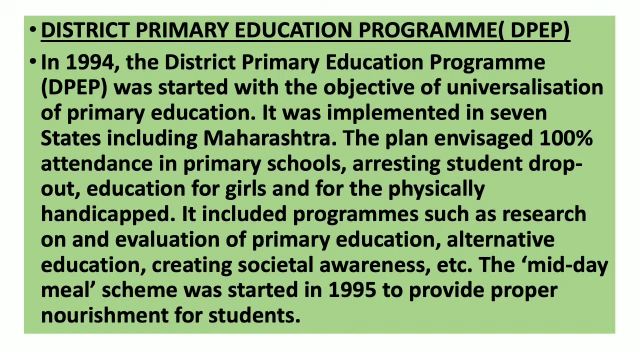 • DISTRICT PRIMARY EDUCATION PROGRAMME( DPEP)
• In 1994, the District Primary Education Programme
(DPEP) was started with the objective of universalisation
of primary education. It was implemented in seven
States including Maharashtra. The plan envisaged 100%
attendance in primary schools, arresting student drop-
out, education for girls and for the physically
handicapped. It included programmes such as research
on and evaluation of primary education, alternative
education, creating societal awareness, etc. The ‘mid-day
meal’ scheme was started in 1995 to provide proper
nourishment for students.